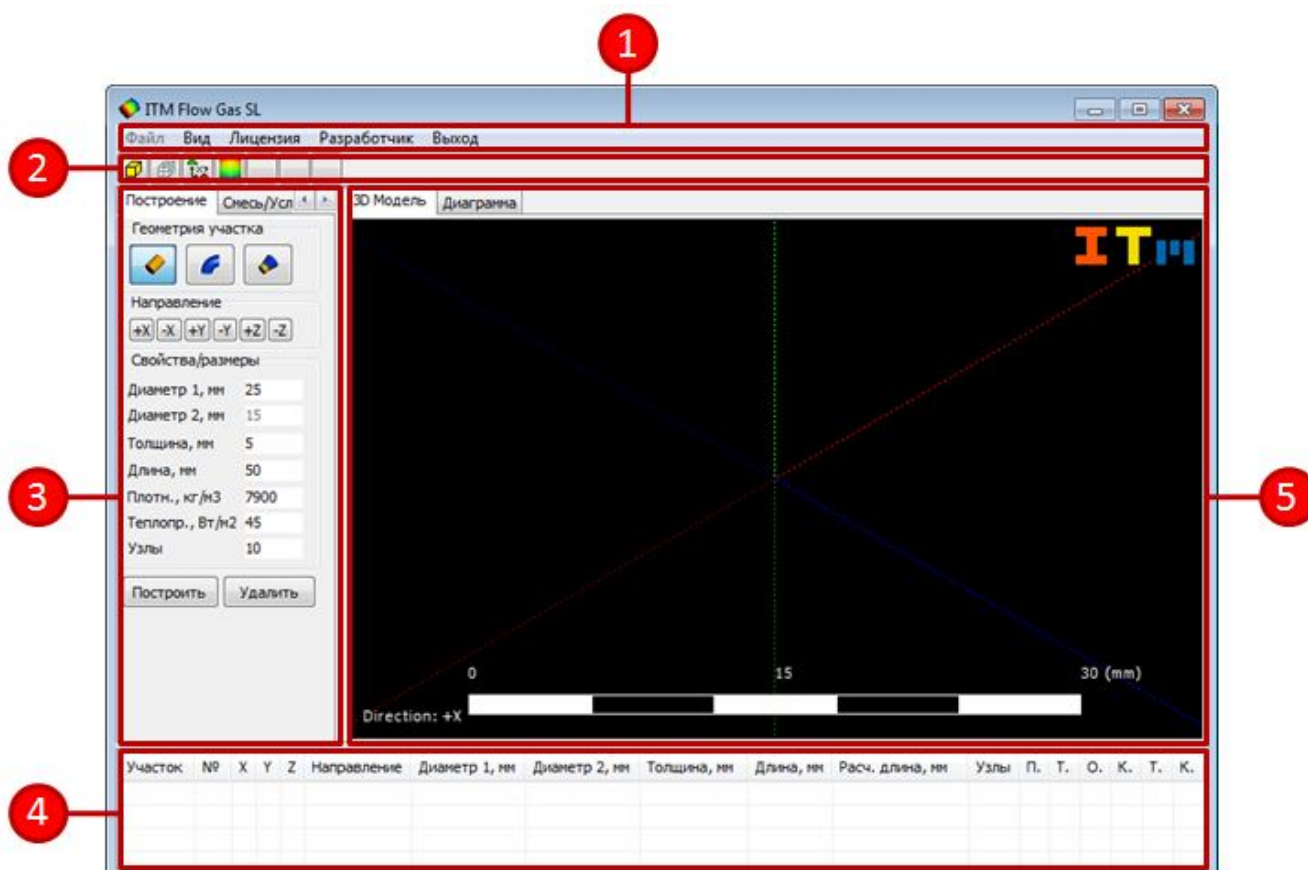 1
ITM Flow Gas SL
Файл Вид Лицензия Разработчик Выход
2
1/2
Построение Смесь/Усл
3D Модель Диаграмма
Геометрия участка
ITM
Направление
+X -X +Y -Y +Z -Z
Свойства/размеры
Диаметр 1, мм 25
Диаметр 2, мм 15
Толщина, мм 5
Длина, мм 50
3
5
Плотн., кг/м3 7900
Теплопр., Вт/м2 45
Узлы 10
Построить Удалить
0 15 30 (mm)
Direction: +X
Участок № X Y Z Направление Диаметр 1, мм Диаметр 2, мм Толщина, мм Длина, мм Расч. длина, мм Узлы П. Т. О. К. Т. К.
4